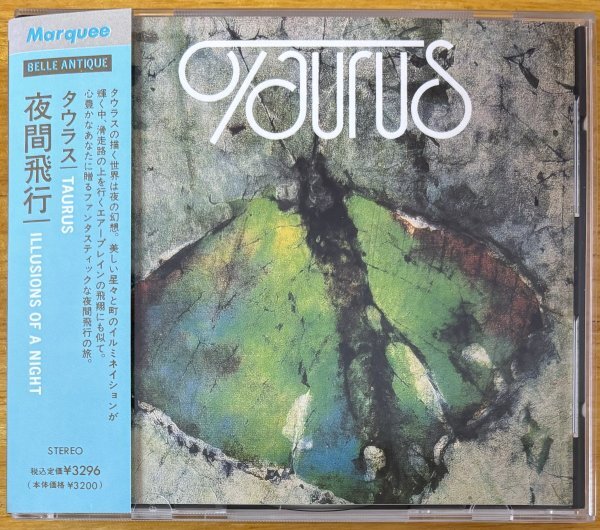 Marquee
BELLE ANTIQUE
タウラス TAURUS
夜間飛行 ILLUSIONS OF A NIGHT
タウラスの描く世界は夜の幻想。美しい星々と町のイルミネイションが
輝く中、滑走路の上を行くエアープレインの飛翔にも似て。
心豊かなあなたに贈るファンタスティックな夜間飛行の旅。
STEREO
税込定価¥3296
(本体価格¥3200)
Taurus